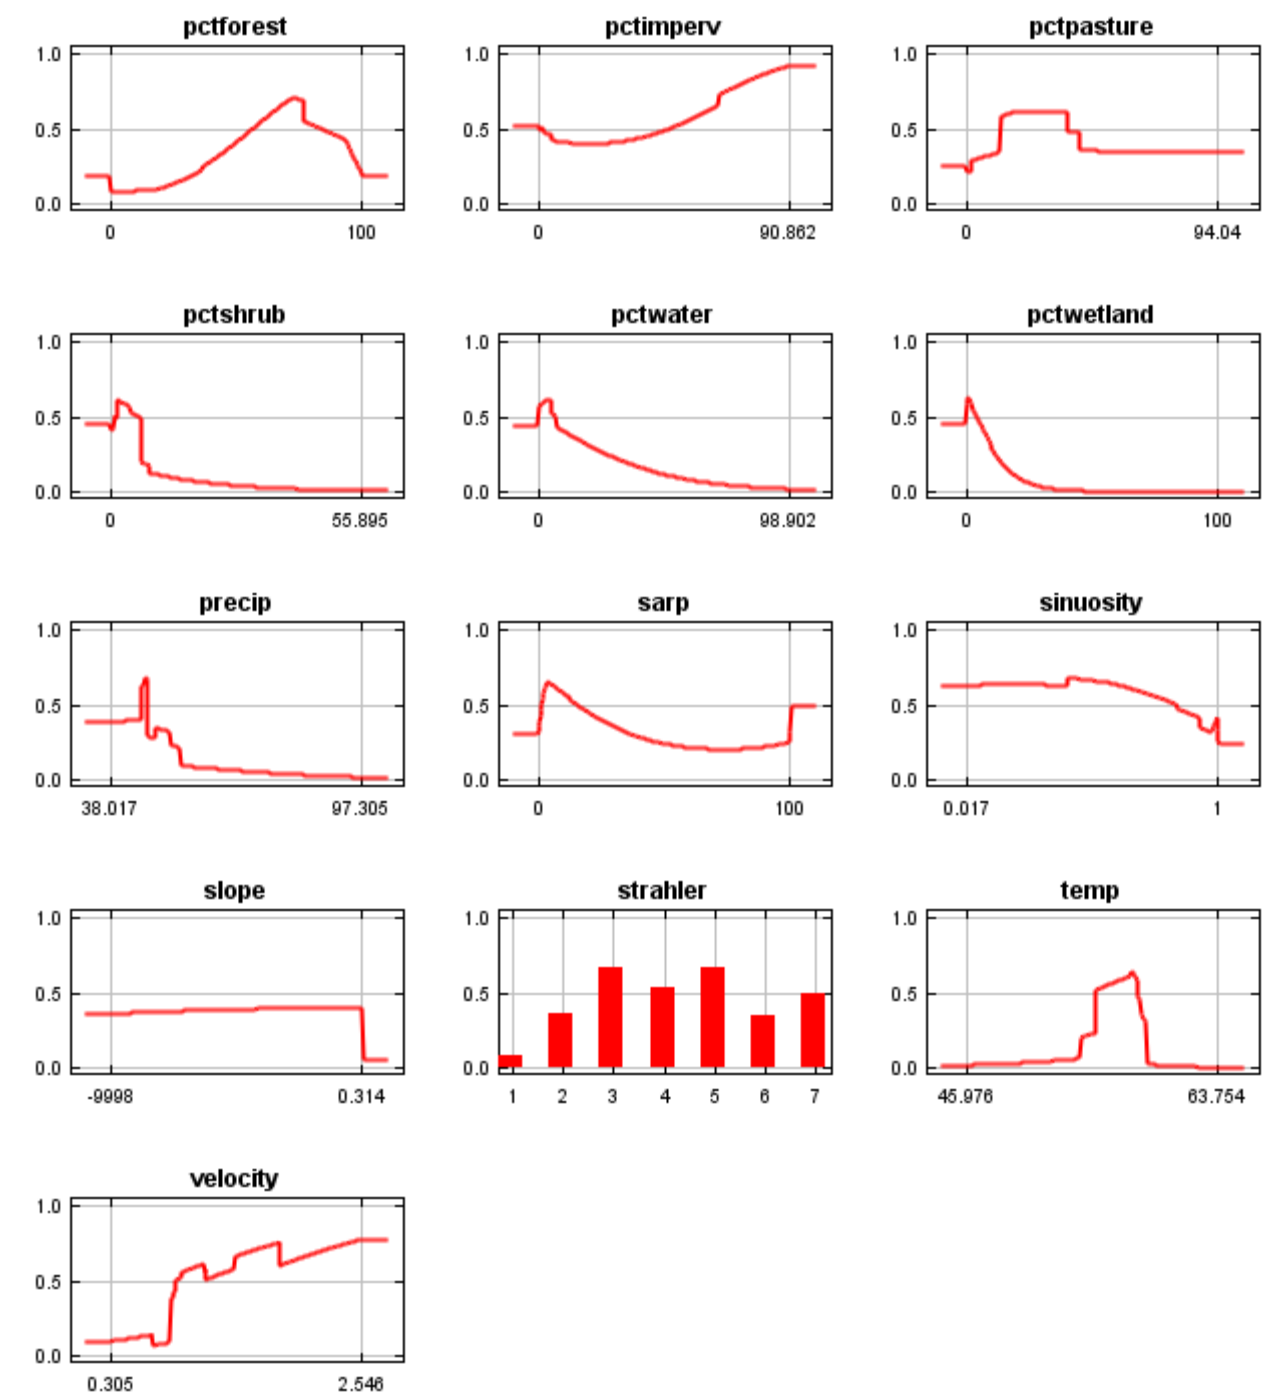 pctforest pctimperv pctpasture
1.0 1.0 1.0
0.5 0.5 0.5
0.0 0.0 0.0
0 100 0 90.862 0 94.04
pctshrub pctwater pctwetland
1.0 1.0 1.0
0.5 0.5 0.5
0.0 0.0 0.0
0 55.895 0 98.902 0 100
precip sarp sinuosity
1.0 1.0 1.0
0.5 0.5 0.5
0.0 0.0 0.0
38.017 97.305 0 100 0.017 1
slope strahler temp
1.0 1.0 1.0
0.5 0.5 0.5
0.0 0.0 0.0
-9998 0.314 1 2 3 4 5 6 7 45.976 63.754
velocity
1.0
0.5
0.0
0.305 2.546